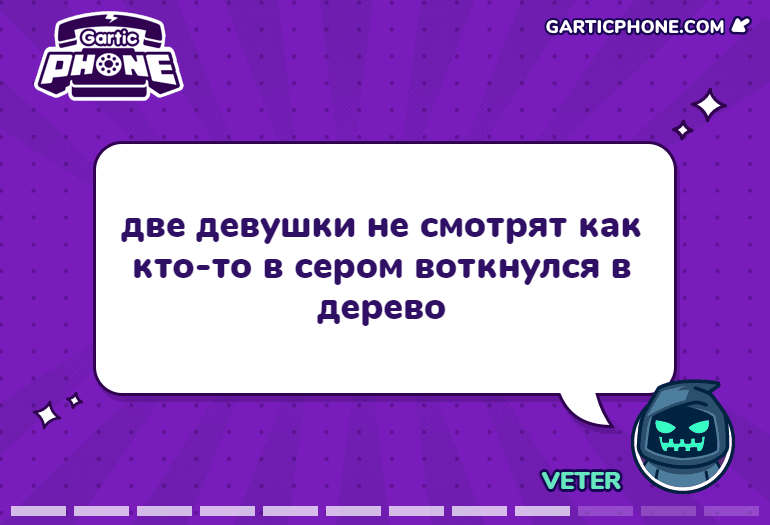 Gartic
PHONE
GARTICPHONE.COM
две девушки не смотрят как
кто-то в сером воткнулся в
дерево
VETER